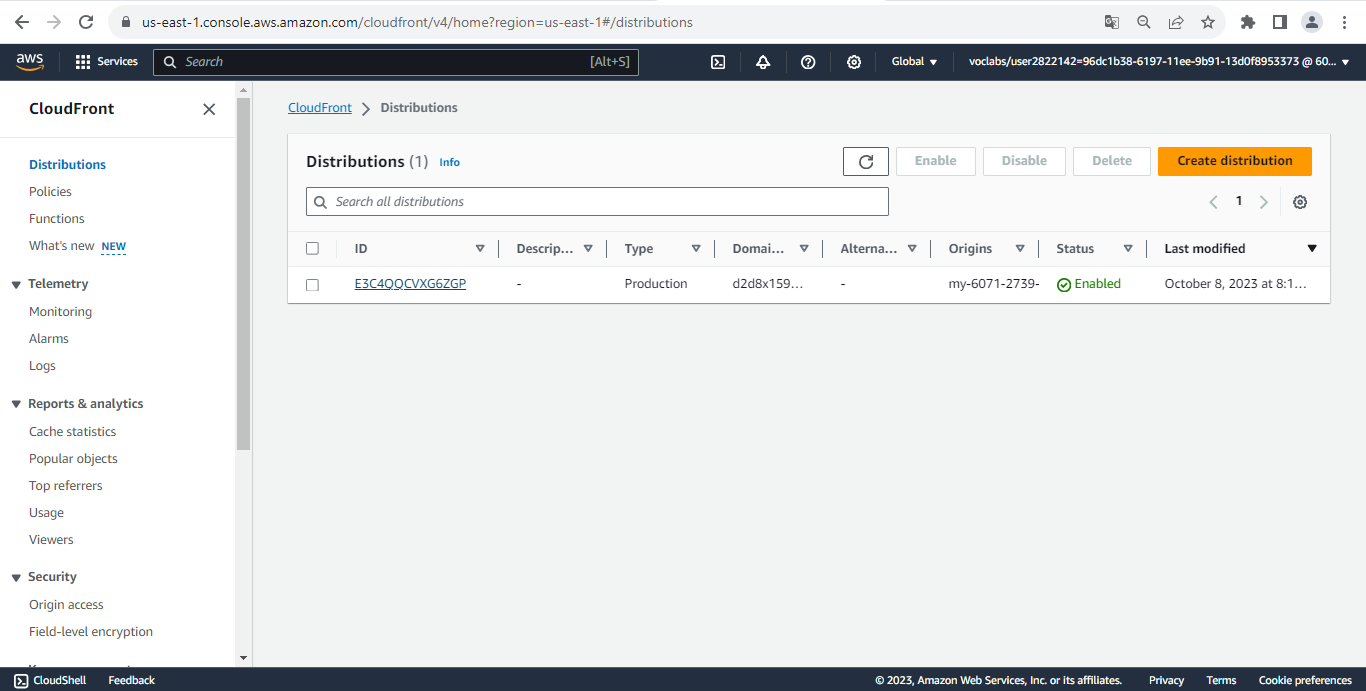 us-east-1.console.aws.amazon.com/cloudfront/v4/home?region=us-east-1#/distributions
aws
Services
Search
[Alt+S]
Global
voclabs/user2822142=96dc1b38-6197-11ee-9b91-13d0f8953373 @ 60...
CloudFront
Distributions
Policies
Functions
What's new NEW
Telemetry
Monitoring
Alarms
Logs
Reports & analytics
Cache statistics
Popular objects
Top referrers
Usage
Viewers
Security
Origin access
Field-level encryption
CloudFront
Distributions
Distributions (1) Info
Enable
Disable
Delete
Create distribution
Search all distributions
1
ID Descrip... Type Domai... Alterna... Origins Status Last modified
E3C4QQCVXG6ZGP - Production d2d8x159... - my-6071-2739- Enabled October 8, 2023 at 8:1...
CloudShell Feedback © 2023, Amazon Web Services, Inc. or its affiliates. Privacy Terms Cookie preferences